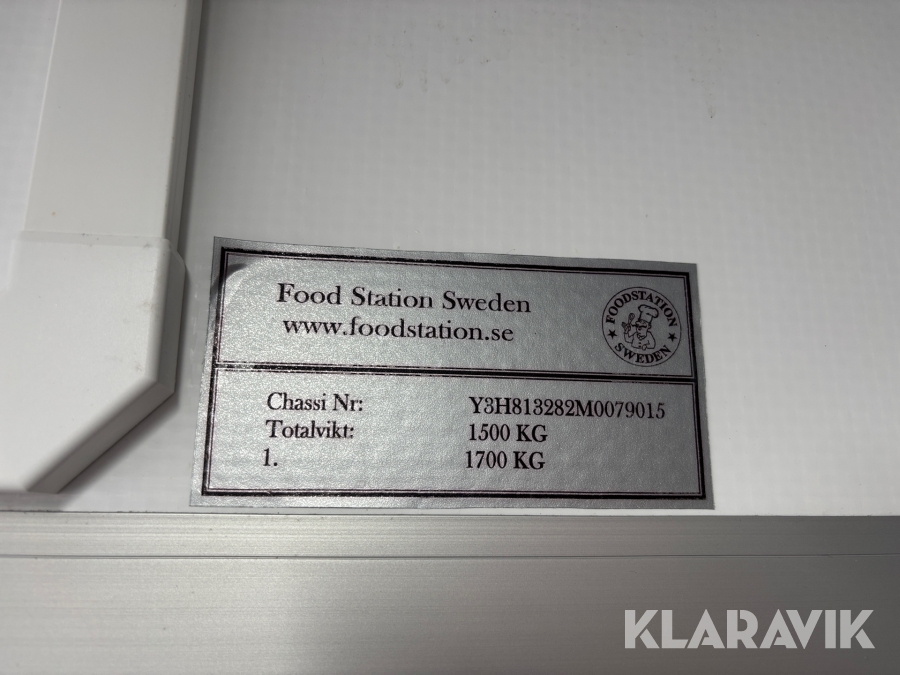 Food Station Sweden
www.foodstation.se
FOODSTATION
SWEDEN
Chassi Nr: Y3H813282M0079015
Totalvikt: 1500 KG
1. 1700 KG
KLARAVIK